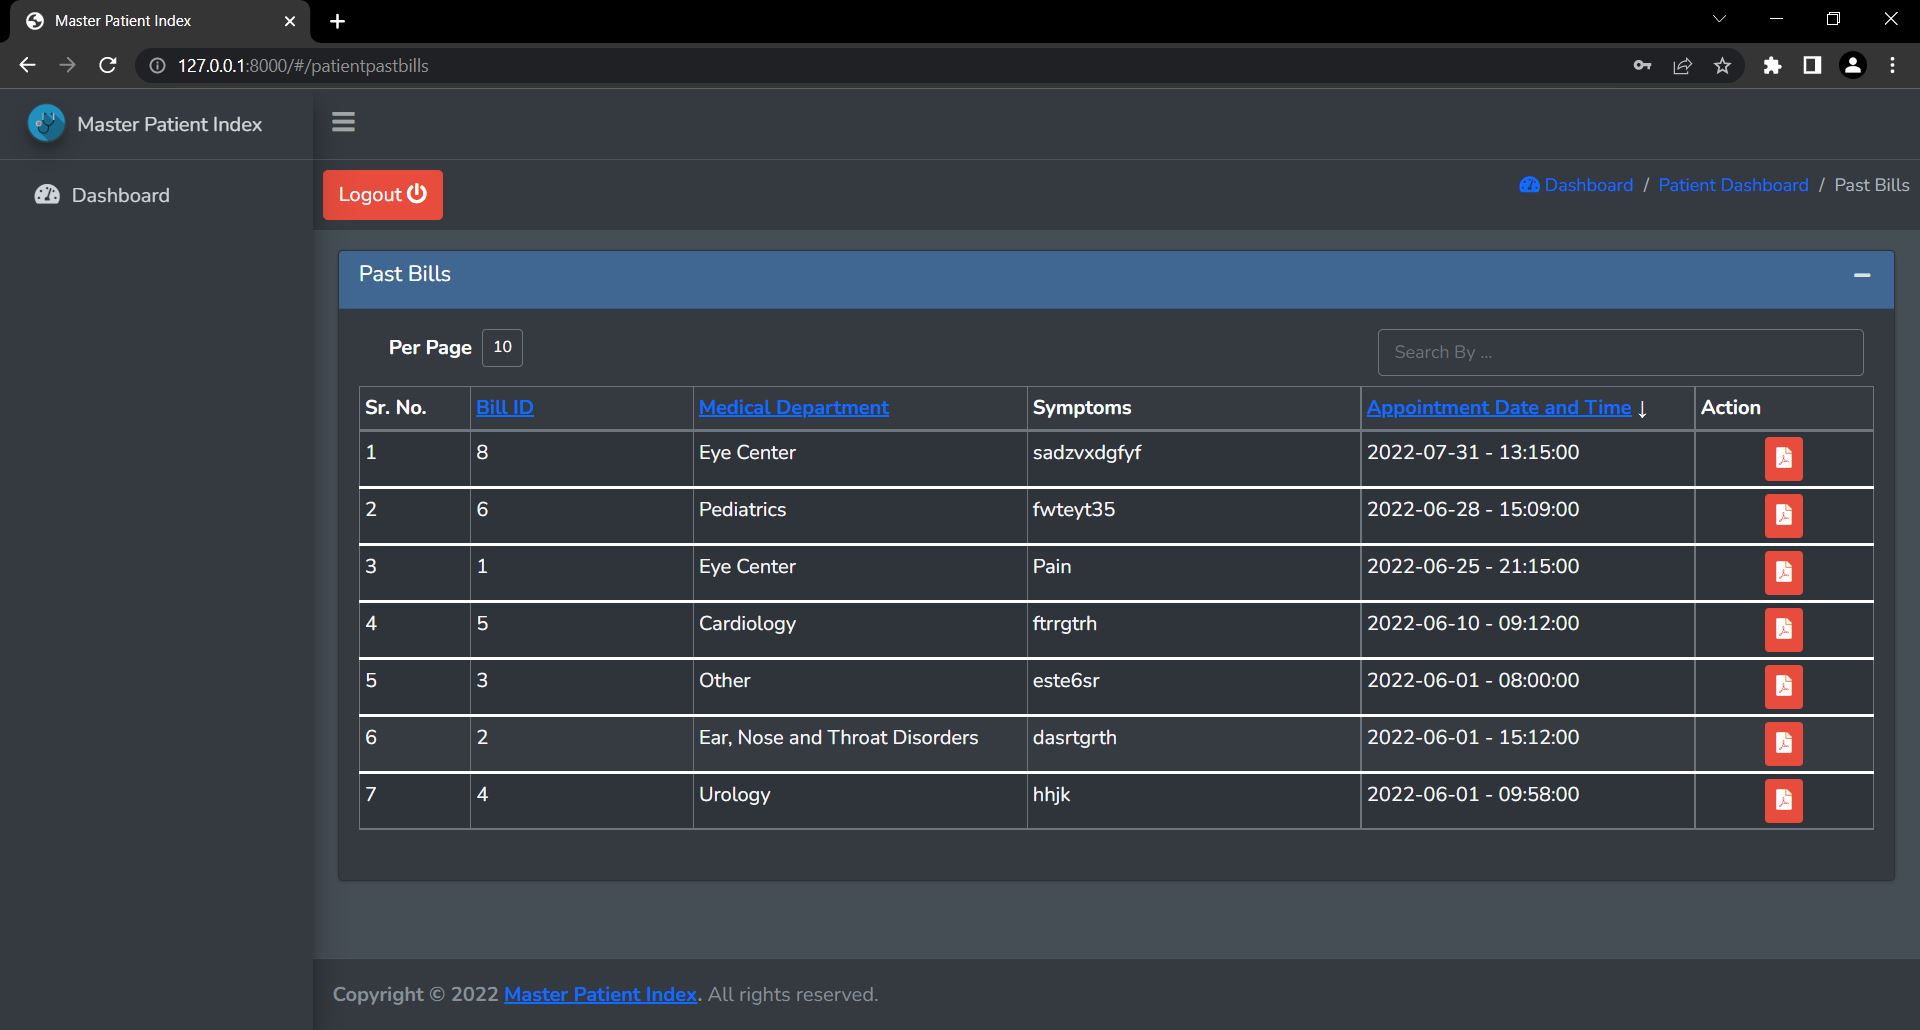 Master Patient Index
127.0.0.1:8000/#/patientpastbills
Master Patient Index
Dashboard
Logout
Dashboard / Patient Dashboard / Past Bills
Past Bills
Per Page 10
Search By ...
Sr. No. Bill ID Medical Department Symptoms Appointment Date and Time ↓ Action
1 8 Eye Center sadzvxdgfyf 2022-07-31 - 13:15:00
2 6 Pediatrics fwteyt35 2022-06-28 - 15:09:00
3 1 Eye Center Pain 2022-06-25 - 21:15:00
4 5 Cardiology ftrrgtrh 2022-06-10 - 09:12:00
5 3 Other este6sr 2022-06-01 - 08:00:00
6 2 Ear, Nose and Throat Disorders dasrtgrth 2022-06-01 - 15:12:00
7 4 Urology hhjk 2022-06-01 - 09:58:00
Copyright © 2022 Master Patient Index. All rights reserved.